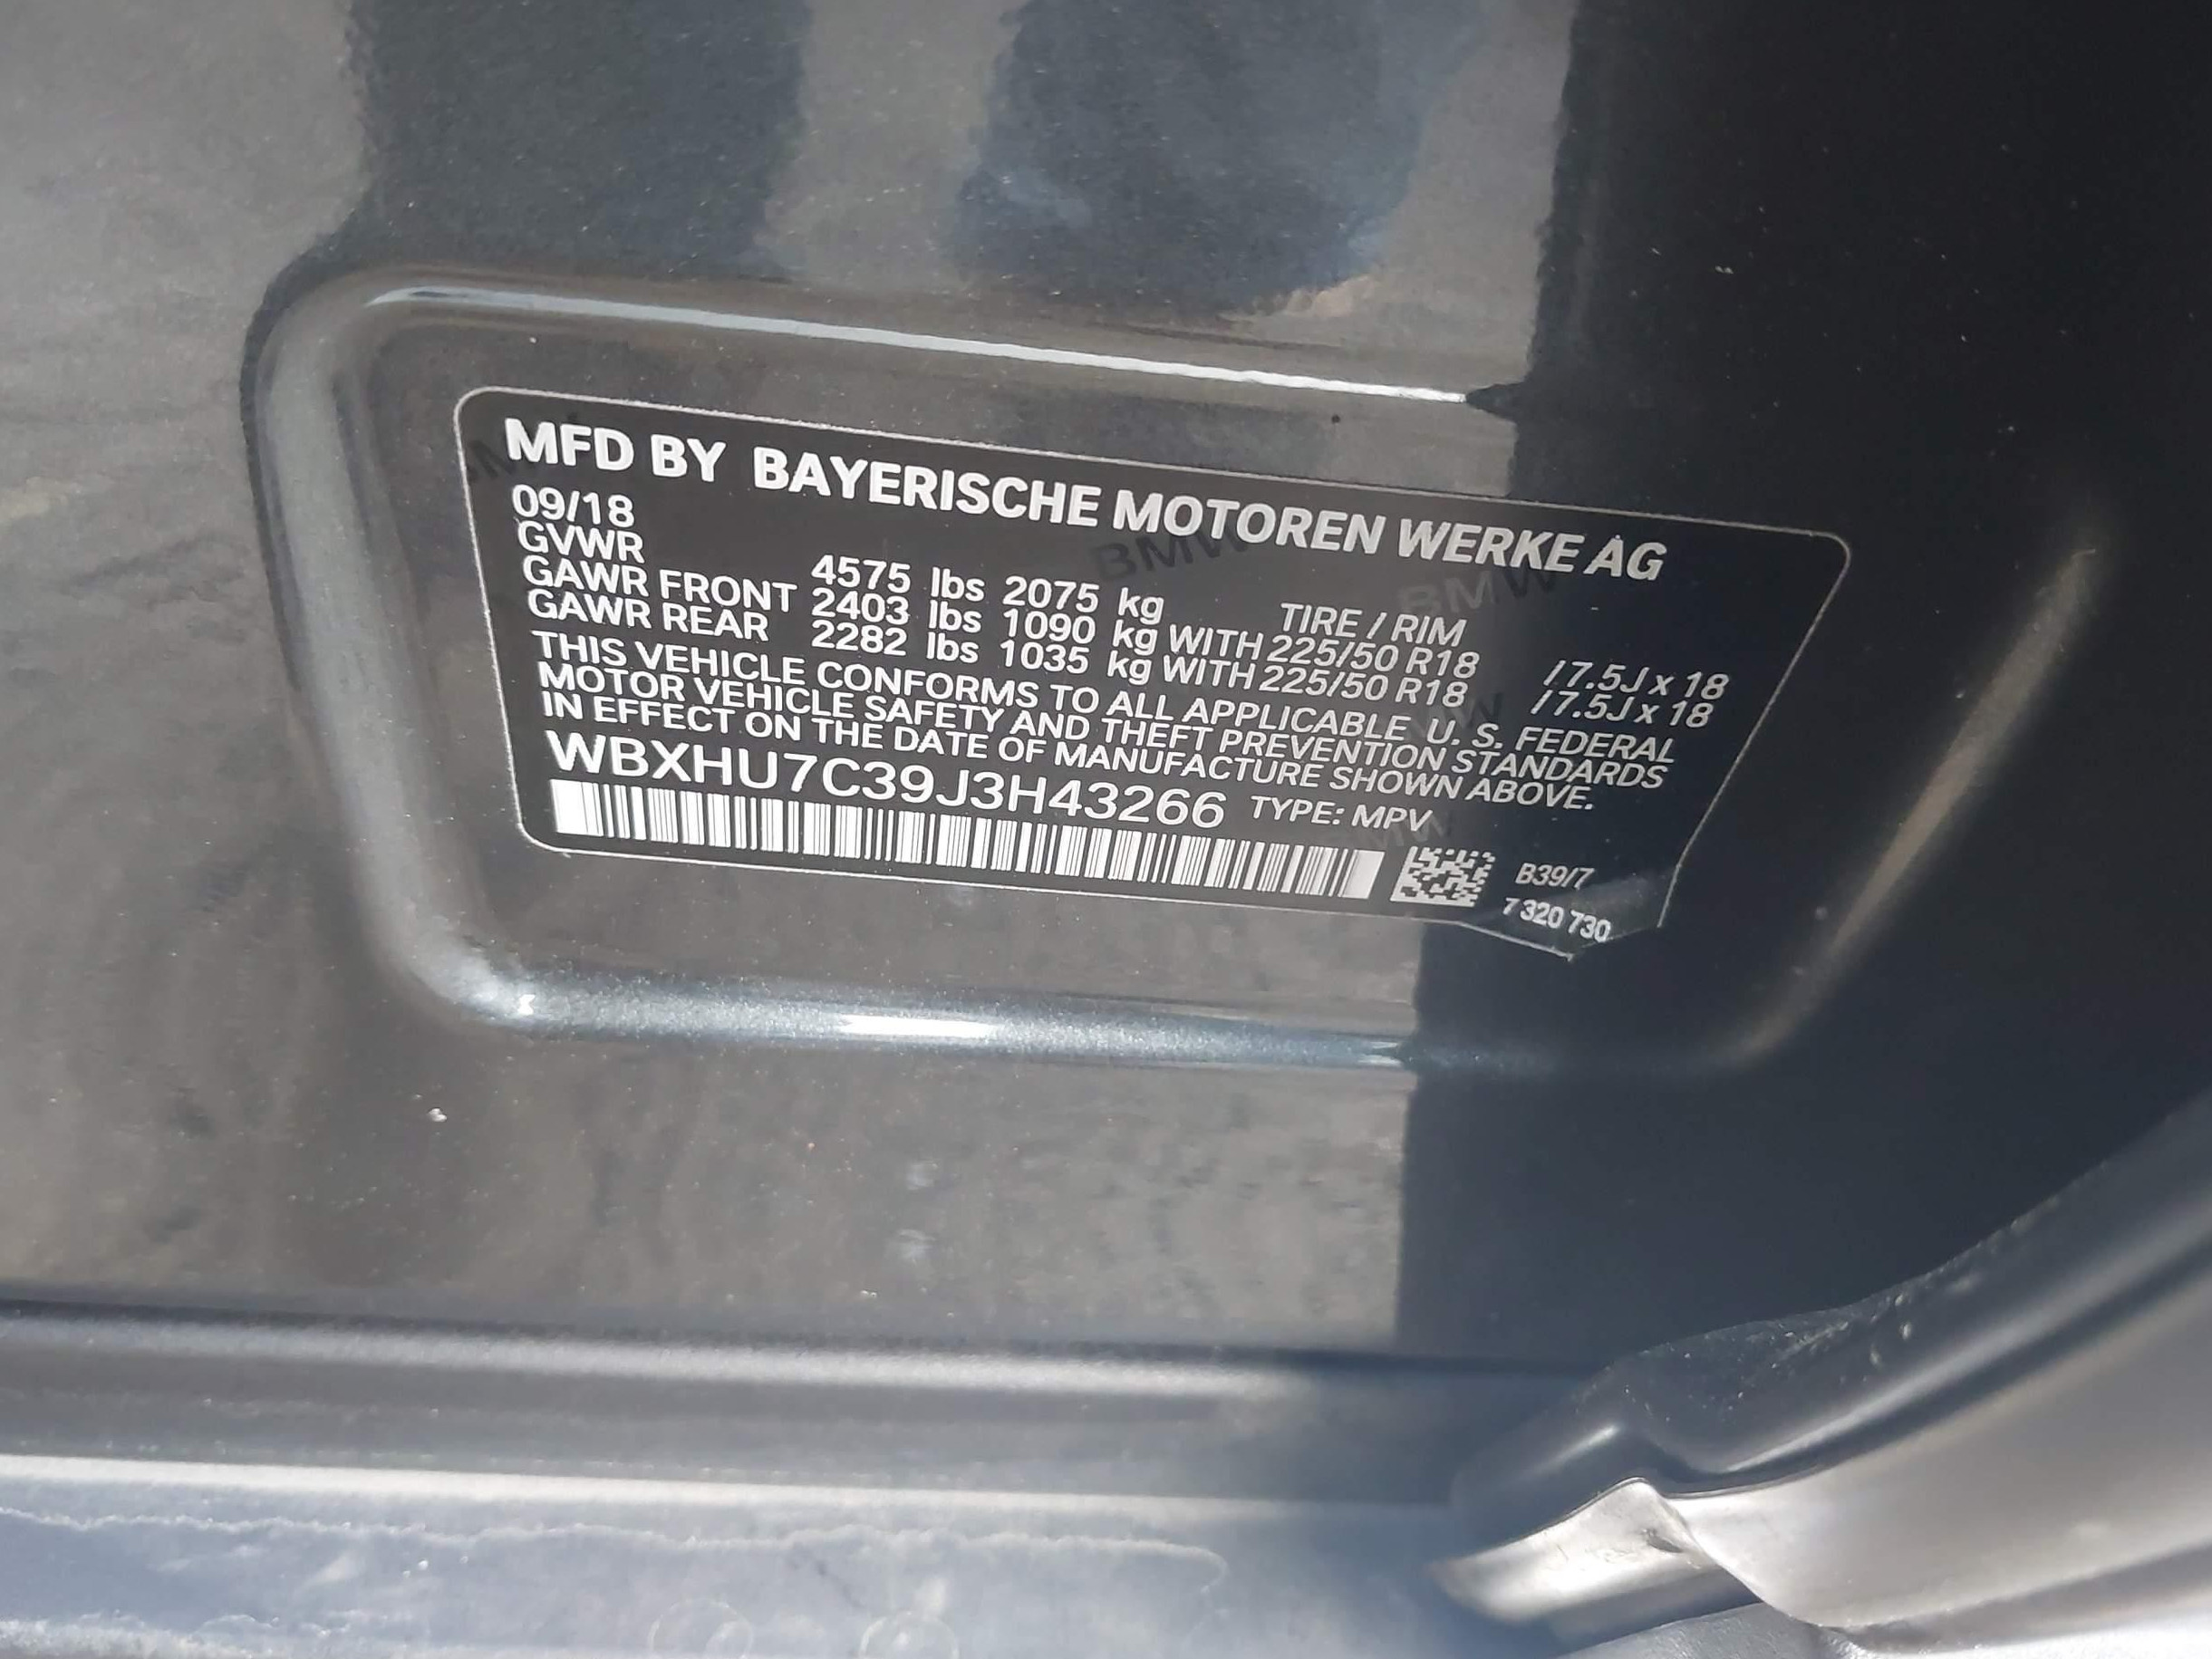 MFD BY BAYERISCHE MOTOREN WERKE AG
09/18
GVWR 4575 lbs 2075 kg TIRE / RIM
GAWR FRONT 2403 lbs 1090 kg WITH 225/50 R18 / 7.5J x 18
GAWR REAR 2282 lbs 1035 kg WITH 225/50 R18 / 7.5J x 18
THIS VEHICLE CONFORMS TO ALL APPLICABLE U. S. FEDERAL
MOTOR VEHICLE SAFETY AND THEFT PREVENTION STANDARDS
IN EFFECT ON THE DATE OF MANUFACTURE SHOWN ABOVE.
WBXHU7C39J3H43266 TYPE: MPV
B39/7
7 320 730